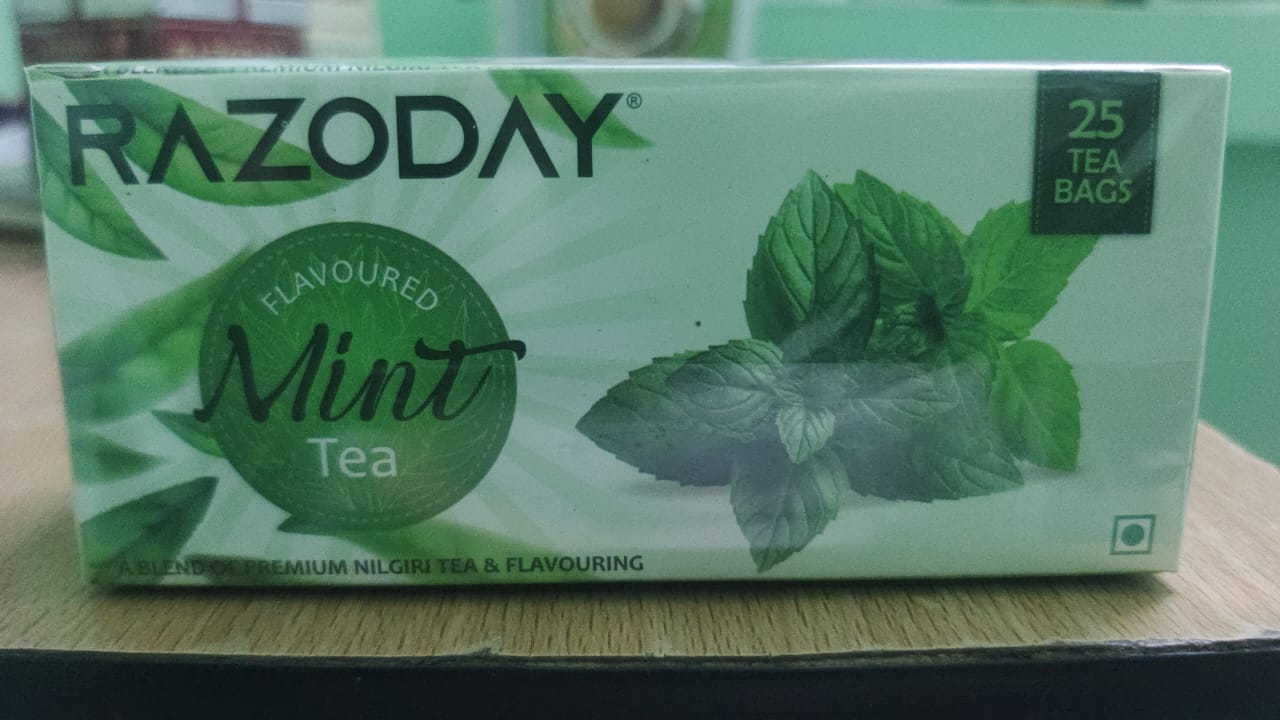 RAZODAY®
25
TEA
BAGS
FLAVOURED
Mint
Tea
A BLEND OF PREMIUM NILGIRI TEA & FLAVOURING